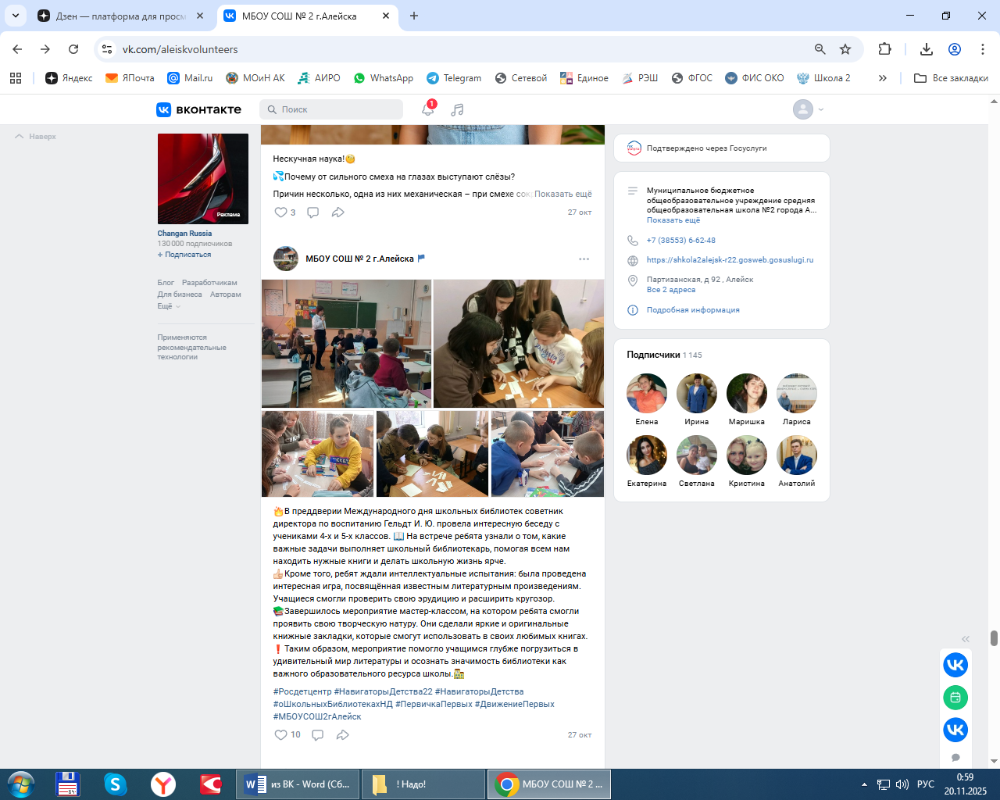 Дзен — платформа для просм
МБОУ СОШ № 2 г.Алейска
vk.com/aleiskvolunteers
Яндекс
ЯПочта
Mail.ru
МОиН АК
АИРО
WhatsApp
Telegram
Сетевой
Единое
РЭШ
ФГОС
ФИС ОКО
Школа 2
Все закладки
вконтакте
Поиск
1
Наверх
Реклама
Changan Russia
130 000 подписчиков
+ Подписаться
Блог Разработчикам
Для бизнеса Авторам
Ещё
Применяются
рекомендательные
технологии
Нескучная наука!🧐
💦Почему от сильного смеха на глазах выступают слёзы?
Причин несколько, одна из них механическая – при смехе сок Показать ещё
3
27 окт
МБОУ СОШ № 2 г.Алейска
🔥В преддверии Международного дня школьных библиотек советник
директора по воспитанию Гельдт И. Ю. провела интересную беседу с
учениками 4-х и 5-х классов. 📖 На встрече ребята узнали о том, какие
важные задачи выполняет школьный библиотекарь, помогая всем нам
находить нужные книги и делать школьную жизнь ярче.
👍🏻Кроме того, ребят ждали интеллектуальные испытания: была проведена
интересная игра, посвящённая известным литературным произведениям.
Учащиеся смогли проверить свою эрудицию и расширить кругозор.
📚Завершилось мероприятие мастер-классом, на котором ребята смогли
проявить свою творческую натуру. Они сделали яркие и оригинальные
книжные закладки, которые смогут использовать в своих любимых книгах.
❗Таким образом, мероприятие помогло учащимся глубже погрузиться в
удивительный мир литературы и осознать значимость библиотеки как
важного образовательного ресурса школы.🏫
#Росдетцентр #НавигаторыДетства22 #НавигаторыДетства
#оШкольныхБиблиотекахНД #ПервичкаПервых #ДвижениеПервых
#МБОУСОШ2гАлейск
10
27 окт
Подтверждено через Госуслуги
Муниципальное бюджетное
общеобразовательное учреждение средняя
общеобразовательная школа №2 города А...
Показать ещё
+7 (38553) 6-62-48
https://shkola2alejsk-r22.gosweb.gosuslugi.ru
Партизанская, д 92 , Алейск
Все 2 адреса
Подробная информация
Подписчики 1 145
Елена Ирина Маришка Лариса
Екатерина Светлана Кристина Анатолий
из ВК - Word (Сб...
! Надо!
МБОУ СОШ № 2 ...
РУС
0:59
20.11.2025